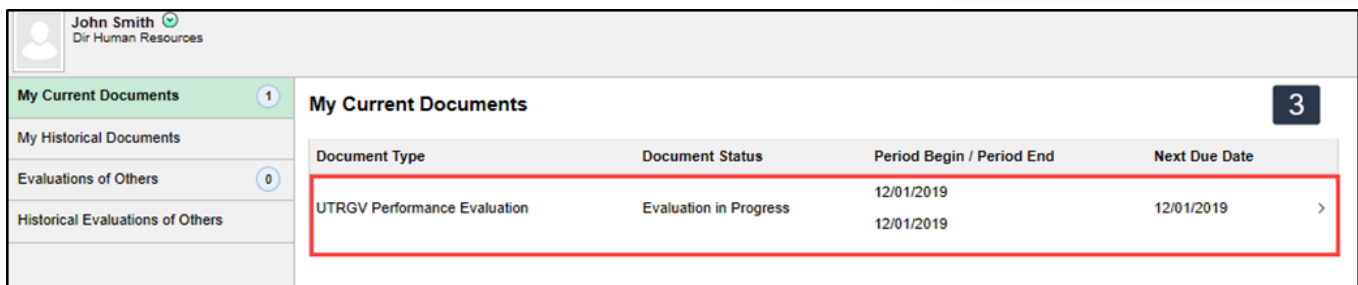 John Smith
Dir Human Resources
My Current Documents 1
My Historical Documents
Evaluations of Others 0
Historical Evaluations of Others
My Current Documents
3
Document Type Document Status Period Begin / Period End Next Due Date
UTRGV Performance Evaluation Evaluation in Progress 12/01/2019 12/01/2019
12/01/2019